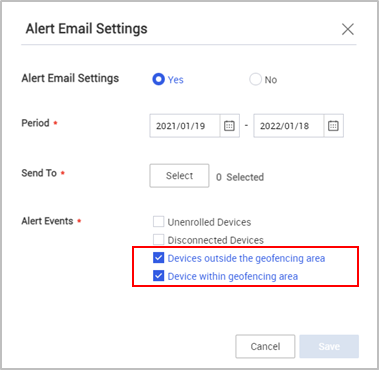 Alert Email Settings
Alert Email Settings Yes No
Period * 2021/01/19 - 2022/01/18
Send To * Select 0 Selected
Alert Events * Unenrolled Devices
Disconnected Devices
Devices outside the geofencing area
Device within geofencing area
Cancel Save